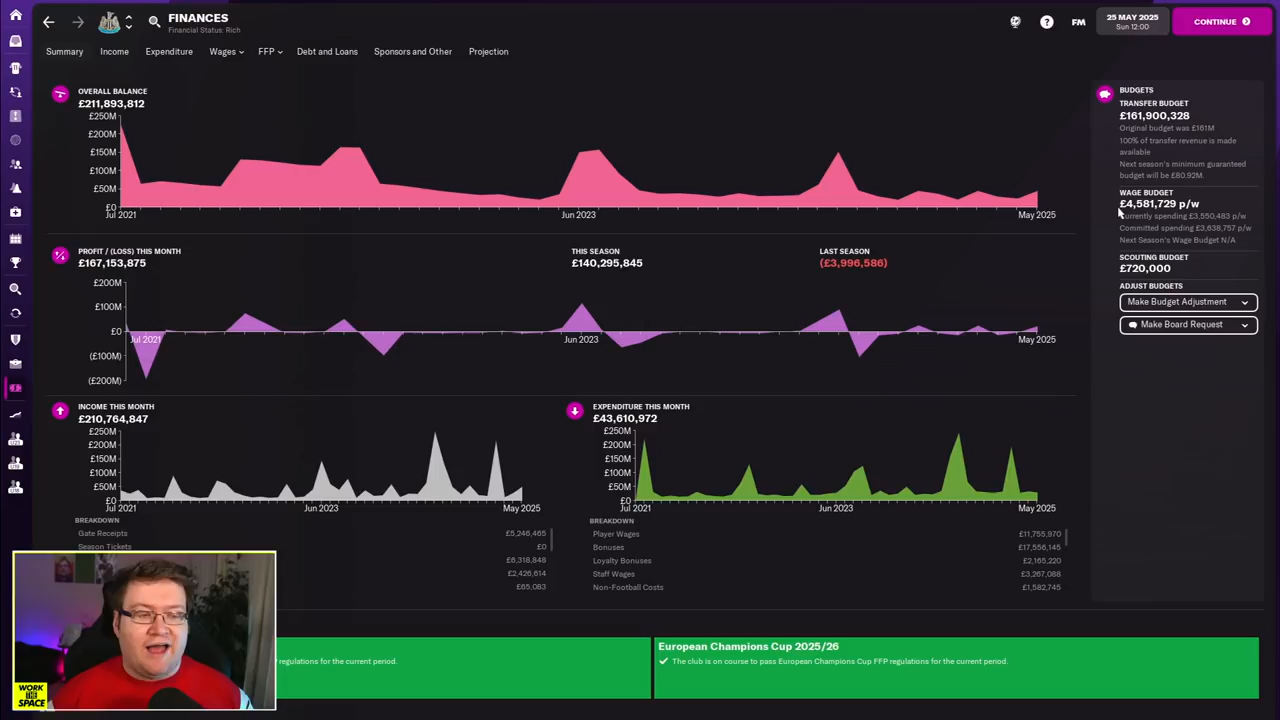 FINANCES
Financial Status: Rich
FM
25 MAY 2025
Sun 12:00
CONTINUE
Summary
Income
Expenditure
Wages
FFP
Debt and Loans
Sponsors and Other
Projection
OVERALL BALANCE
£211,893,812
£250M
£200M
£150M
£100M
£50M
£0
Jul 2021
Jun 2023
May 2025
PROFIT / (LOSS) THIS MONTH
£167,153,875
THIS SEASON
£140,295,845
LAST SEASON
(£3,996,586)
£200M
£100M
£0
(£100M)
(£200M)
Jul 2021
Jun 2023
May 2025
INCOME THIS MONTH
£210,764,847
£250M
£200M
£150M
£100M
£50M
£0
Jul 2021
Jun 2023
May 2025
BREAKDOWN
Gate Receipts
£5,246,465
Season Tickets
£0
£6,318,848
£2,426,614
£65,083
EXPENDITURE THIS MONTH
£43,610,972
£250M
£200M
£150M
£100M
£50M
£0
Jul 2021
Jun 2023
May 2025
BREAKDOWN
Player Wages
£11,755,970
Bonuses
£17,556,145
Loyalty Bonuses
£2,165,220
Staff Wages
£3,267,088
Non-Football Costs
£1,582,745
BUDGETS
TRANSFER BUDGET
£161,900,328
Original budget was £161M
100% of transfer revenue is made
available
Next season's minimum guaranteed
budget will be £80.92M.
WAGE BUDGET
£4,581,729 p/w
Currently spending £3,550,483 p/w
Committed spending £3,638,757 p/w
Next Season's Wage Budget N/A
SCOUTING BUDGET
£720,000
ADJUST BUDGETS
Make Budget Adjustment
Make Board Request
regulations for the current period.
European Champions Cup 2025/26
The club is on course to pass European Champions Cup FFP regulations for the current period.
WORK
THE
SPACE